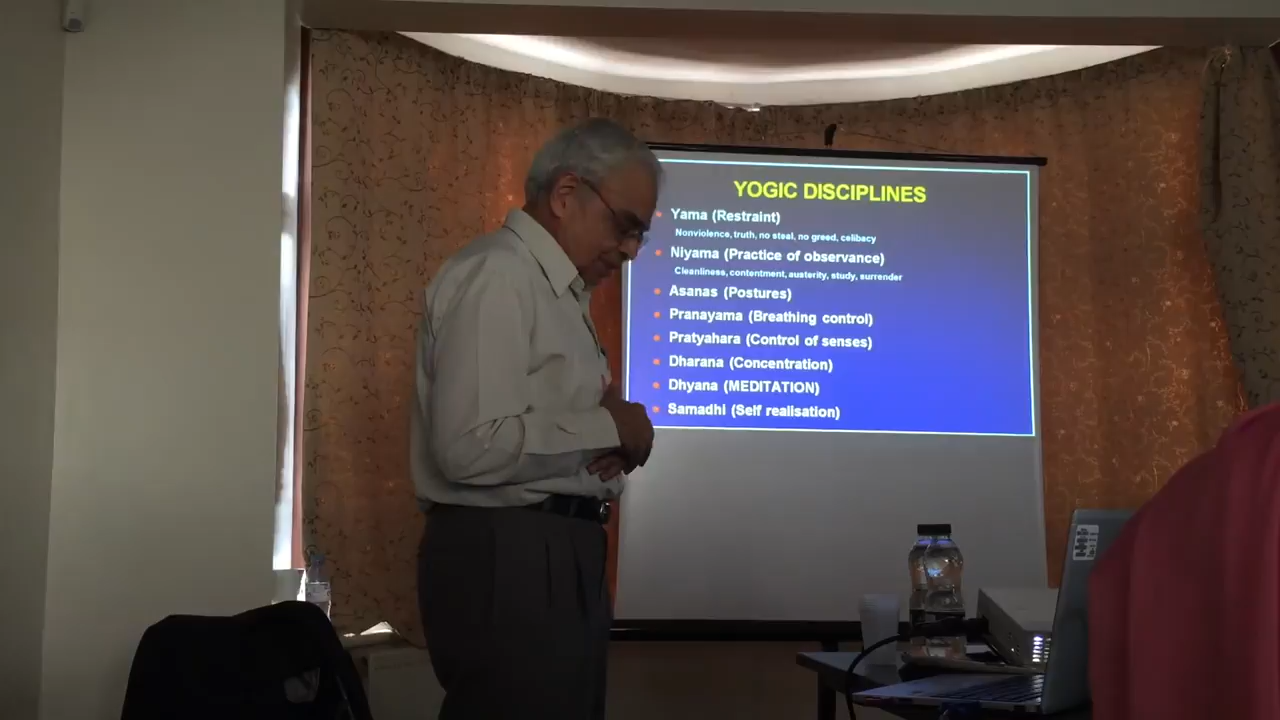 YOGIC DISCIPLINES
Yama (Restraint)
Nonviolence, truth, no steal, no greed, celibacy
Niyama (Practice of observance)
Cleanliness, contentment, austerity, study, surrender
Asanas (Postures)
Pranayama (Breathing control)
Pratyahara (Control of senses)
Dharana (Concentration)
Dhyana (MEDITATION)
Samadhi (Self realisation)